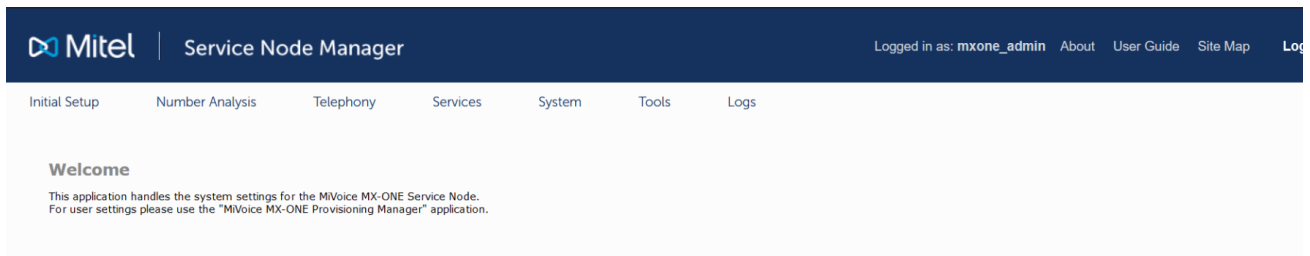 Mitel Service Node Manager Logged in as: mxone_admin About User Guide Site Map Log
Initial Setup Number Analysis Telephony Services System Tools Logs
Welcome
This application handles the system settings for the MiVoice MX-ONE Service Node.
For user settings please use the "MiVoice MX-ONE Provisioning Manager" application.